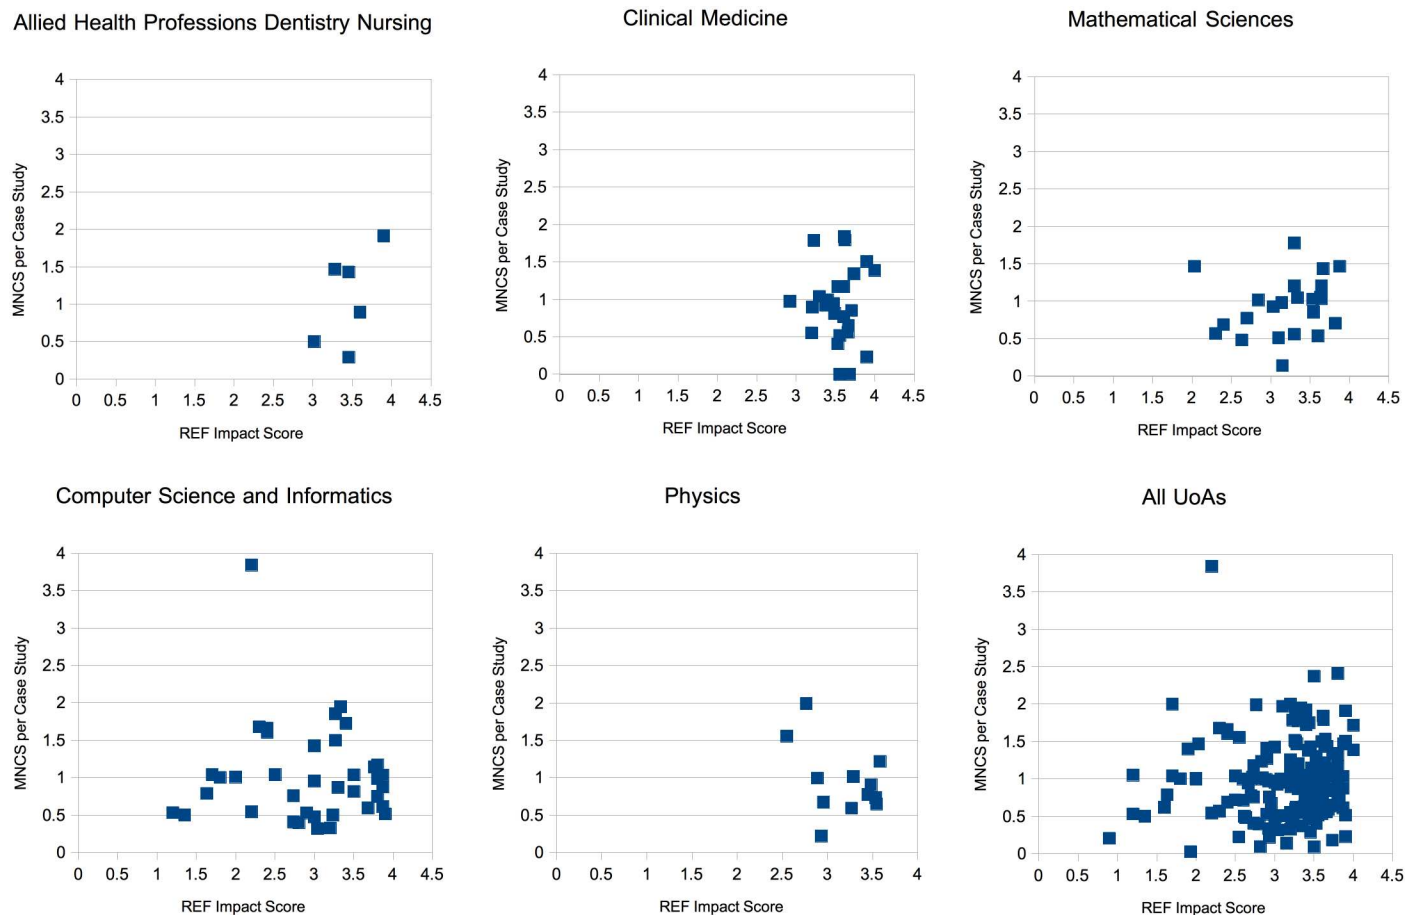 Allied Health Professions Dentistry Nursing
MNCS per Case Study
4
3.5
3
2.5
2
1.5
1
0.5
0
0 0.5 1 1.5 2 2.5 3 3.5 4 4.5
REF Impact Score
Clinical Medicine
MNCS per Case Study
4
3.5
3
2.5
2
1.5
1
0.5
0
0 0.5 1 1.5 2 2.5 3 3.5 4 4.5
REF Impact Score
Mathematical Sciences
MNCS per Case Study
4
3.5
3
2.5
2
1.5
1
0.5
0
0 0.5 1 1.5 2 2.5 3 3.5 4 4.5
REF Impact Score
Computer Science and Informatics
MNCS per Case Study
4
3.5
3
2.5
2
1.5
1
0.5
0
0 0.5 1 1.5 2 2.5 3 3.5 4 4.5
REF Impact Score
Physics
MNCS per Case Study
4
3.5
3
2.5
2
1.5
1
0.5
0
0 0.5 1 1.5 2 2.5 3 3.5 4
REF Impact Score
All UoAs
MNCS per Case Study
4
3.5
3
2.5
2
1.5
1
0.5
0
0 0.5 1 1.5 2 2.5 3 3.5 4 4.5
REF Impact Score